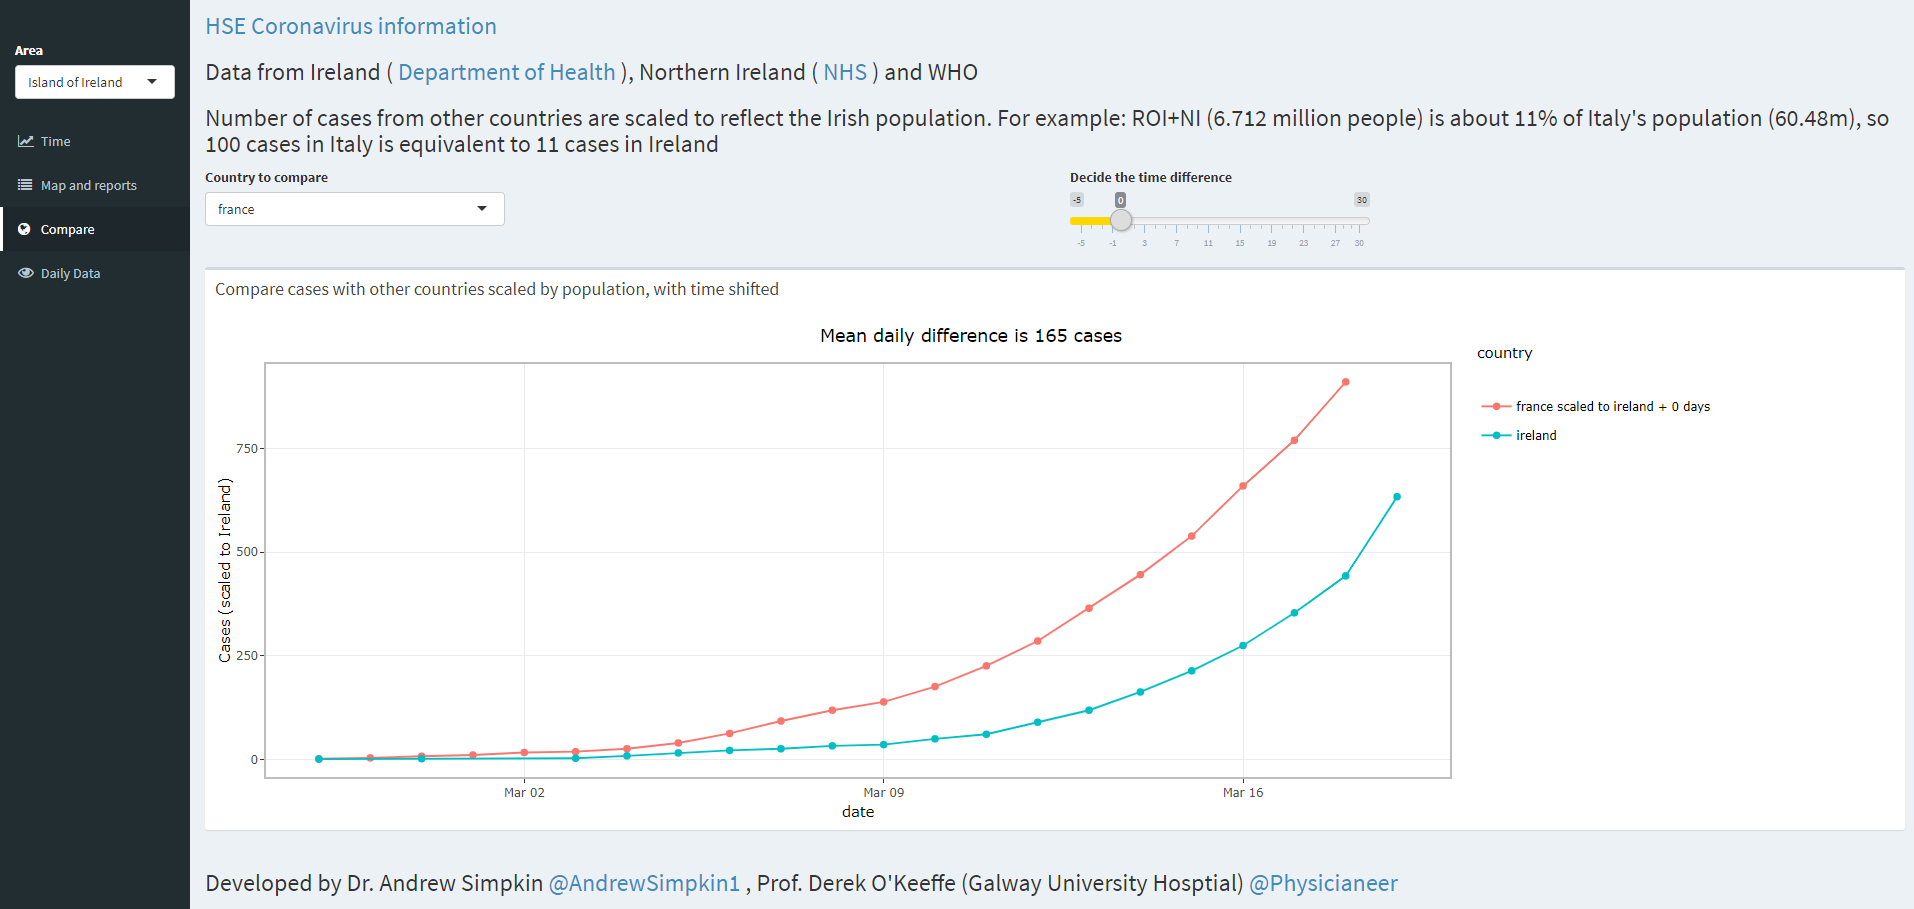 Area
Island of Ireland
Time
Map and reports
Compare
Daily Data
HSE Coronavirus information
Data from Ireland ( Department of Health ), Northern Ireland ( NHS ) and WHO
Number of cases from other countries are scaled to reflect the Irish population. For example: ROI+NI (6.712 million people) is about 11% of Italy's population (60.48m), so
100 cases in Italy is equivalent to 11 cases in Ireland
Country to compare
france
Decide the time difference
-5 0 30
-5 -1 3 7 11 15 19 23 27 30
Compare cases with other countries scaled by population, with time shifted
Mean daily difference is 165 cases
country
france scaled to ireland + 0 days
ireland
Cases (scaled to Ireland)
750
500
250
0
Mar 02 Mar 09 Mar 16
date
Developed by Dr. Andrew Simpkin @AndrewSimpkin1 , Prof. Derek O'Keeffe (Galway University Hosptial) @Physicianeer